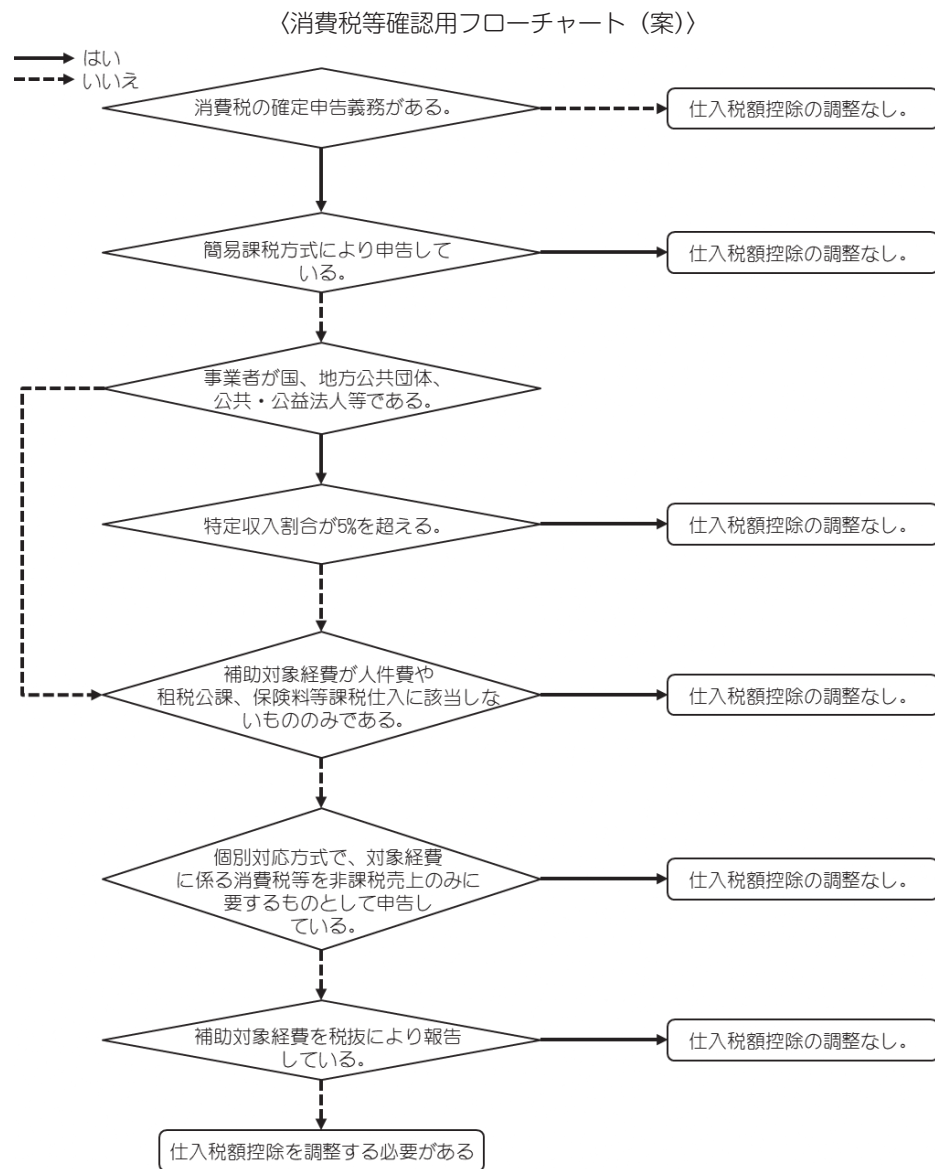 〈消費税等確認用フローチャート（案）〉
はい
いいえ
消費税の確定申告義務がある。
仕入税額控除の調整なし。
簡易課税方式により申告して
いる。
仕入税額控除の調整なし。
事業者が国、地方公共団体、
公共・公益法人等である。
特定収入割合が5%を超える。
仕入税額控除の調整なし。
補助対象経費が人件費や
租税公課、保険料等課税仕入に該当しな
いもののみである。
仕入税額控除の調整なし。
個別対応方式で、対象経費
に係る消費税等を非課税売上のみに
要するものとして申告し
ている。
仕入税額控除の調整なし。
補助対象経費を税抜により報告
している。
仕入税額控除の調整なし。
仕入税額控除を調整する必要がある